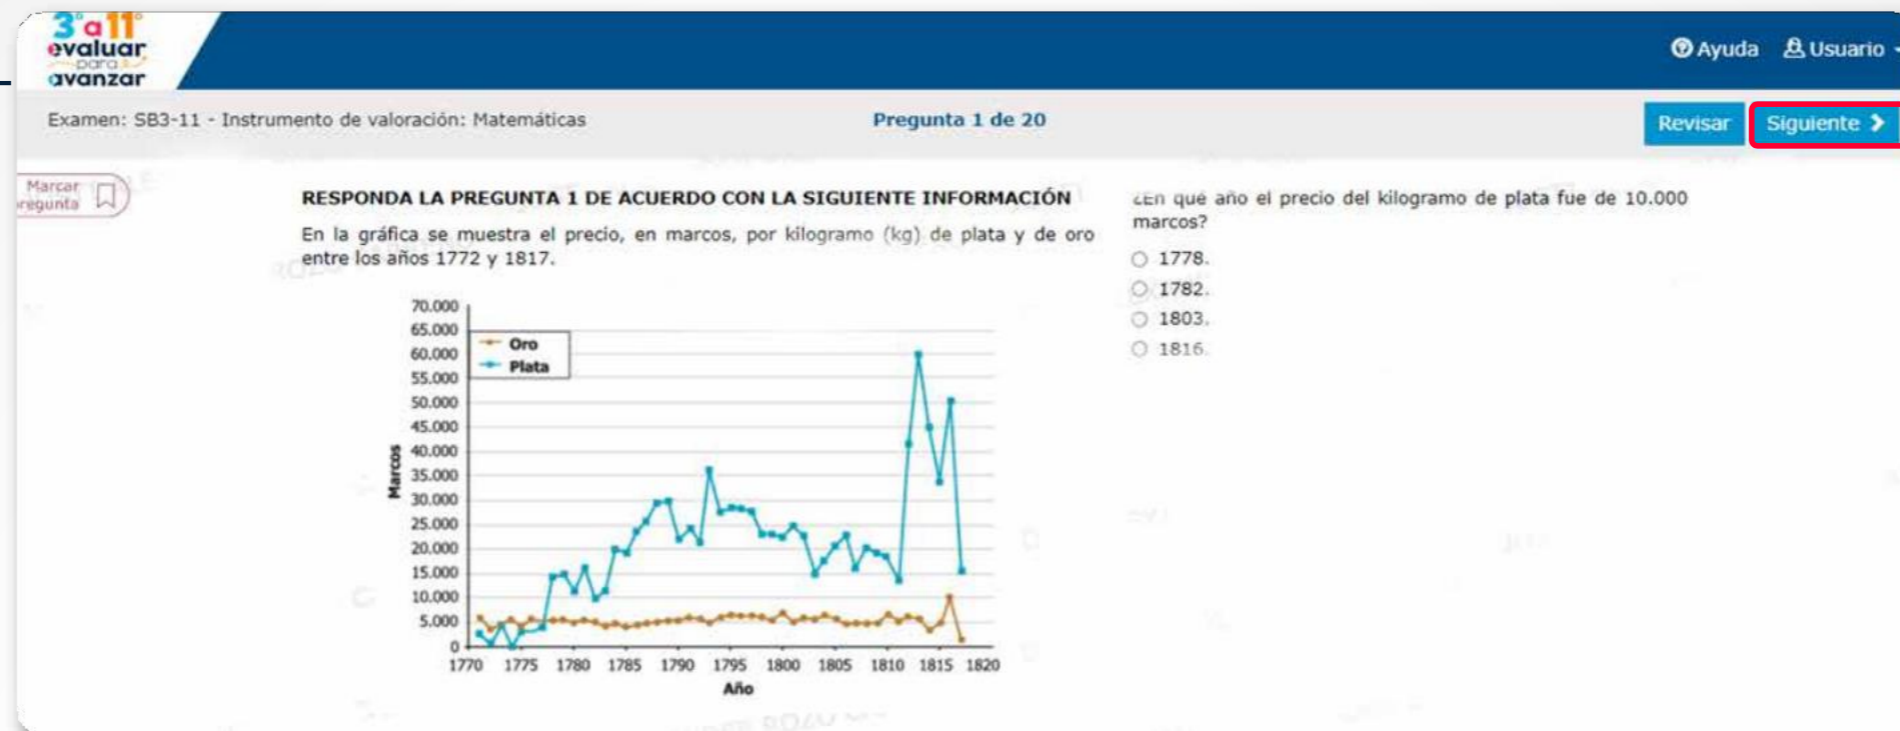 3° a 11°
evaluar
para
avanzar
Ayuda
Usuario
Examen: SB3-11 - Instrumento de valoración: Matemáticas
Pregunta 1 de 20
Revisar
Siguiente
Marcar
regunta
RESPONDA LA PREGUNTA 1 DE ACUERDO CON LA SIGUIENTE INFORMACIÓN
En la gráfica se muestra el precio, en marcos, por kilogramo (kg) de plata y de oro
entre los años 1772 y 1817.
70.000
65.000
60.000
55.000
50.000
45.000
40.000
35.000
30.000
25.000
20.000
15.000
10.000
5.000
0
Marcos
Oro
Plata
1770 1775 1780 1785 1790 1795 1800 1805 1810 1815 1820
Año
¿En qué año el precio del kilogramo de plata fue de 10.000
marcos?
1778.
1782.
1803.
1816.